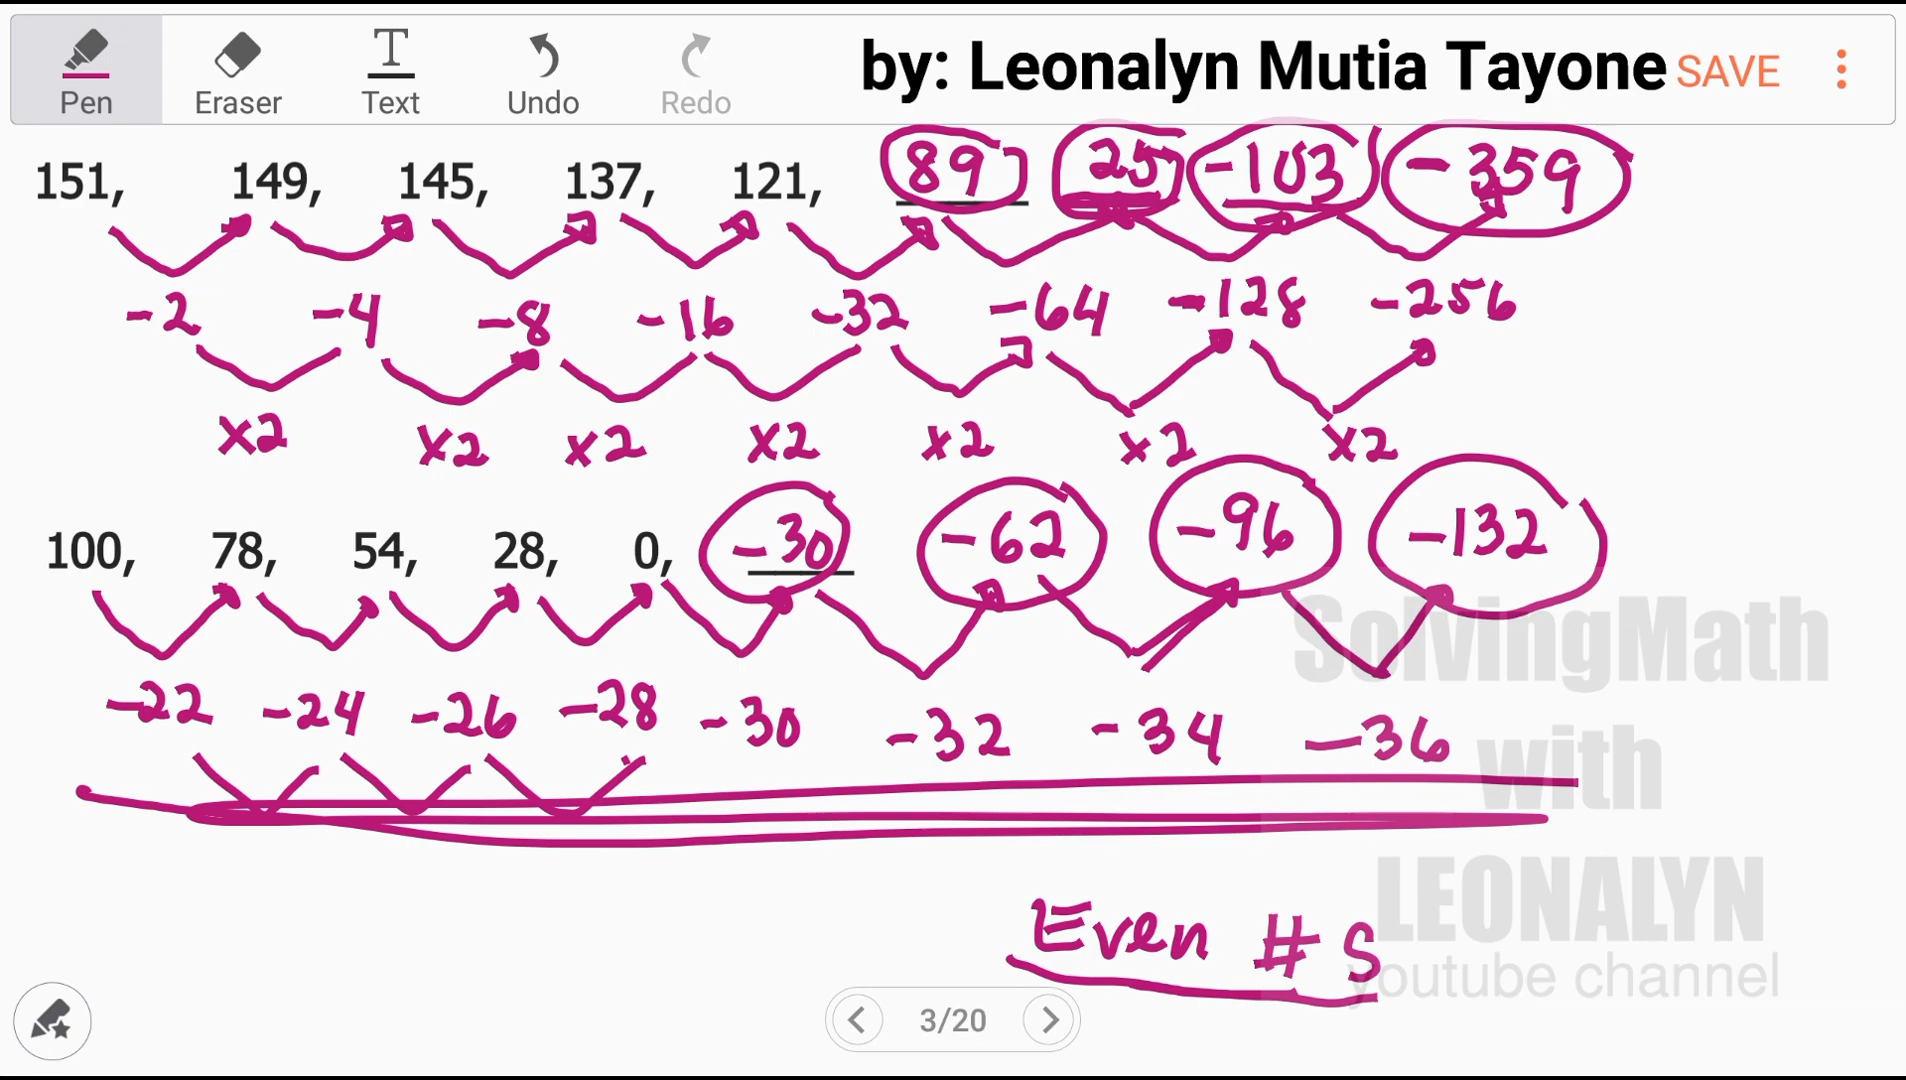 Pen Eraser Text Undo Redo by: Leonalyn Mutia Tayone SAVE
151, 149, 145, 137, 121, 89 25 -103 -359
-2 -4 -8 -16 -32 -64 -128 -256
x2 x2 x2 x2 x2 x2 x2
100, 78, 54, 28, 0, -30 -62 -96 -132
-22 -24 -26 -28 -30 -32 -34 -36
Even # s
SolvingMath
with
LEONALYN
youtube channel
3/20